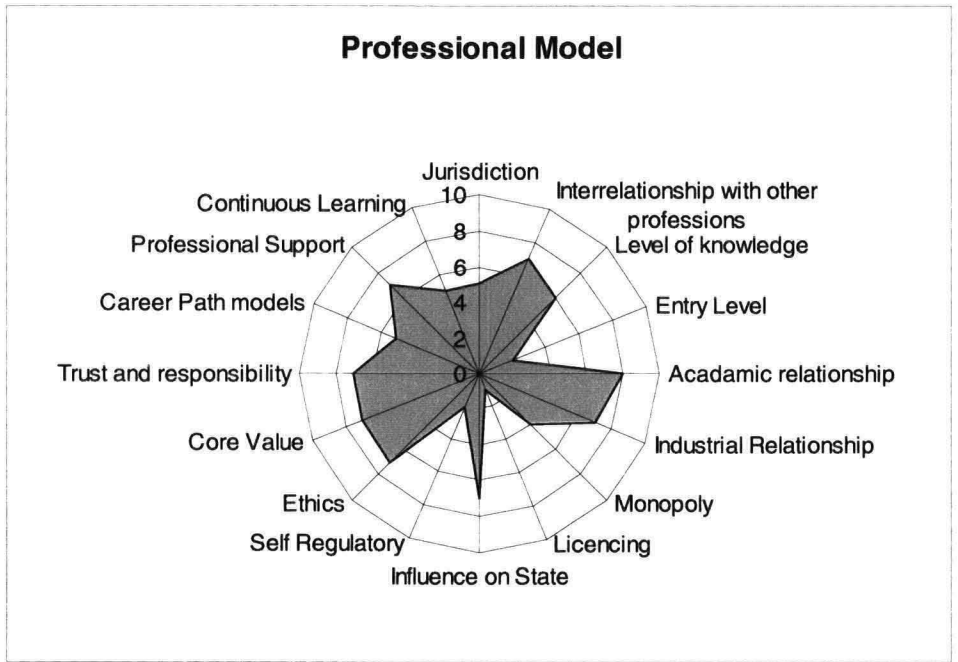 Professional Model
Jurisdiction
Interrelationship with other
professions
Level of knowledge
Entry Level
Acadamic relationship
Industrial Relationship
Monopoly
Licencing
Influence on State
Self Regulatory
Ethics
Core Value
Trust and responsibility
Career Path models
Professional Support
Continuous Learning
10
8
6
4
2
0